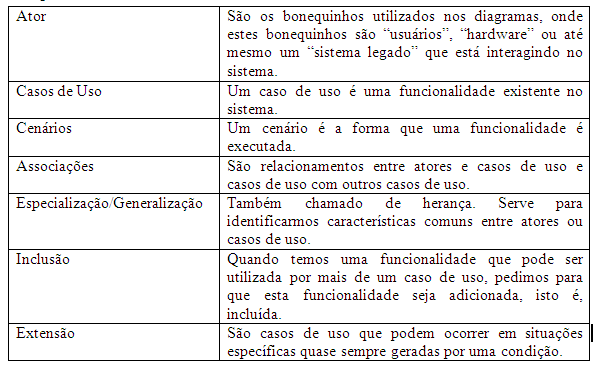 Ator
São os bonequinhos utilizados nos diagramas, onde
estes bonequinhos são “usuários”, “hardware” ou até
mesmo um “sistema legado” que está interagindo no
sistema.
Casos de Uso
Um caso de uso é uma funcionalidade existente no
sistema.
Cenários
Um cenário é a forma que uma funcionalidade é
executada.
Associações
São relacionamentos entre atores e casos de uso e
casos de uso com outros casos de uso.
Especialização/Generalização
Também chamado de herança. Serve para
identificarmos características comuns entre atores ou
casos de uso.
Inclusão
Quando temos uma funcionalidade que pode ser
utilizada por mais de um caso de uso, pedimos para
que esta funcionalidade seja adicionada, isto é,
incluída.
Extensão
São casos de uso que podem ocorrer em situações
específicas quase sempre geradas por uma condição.